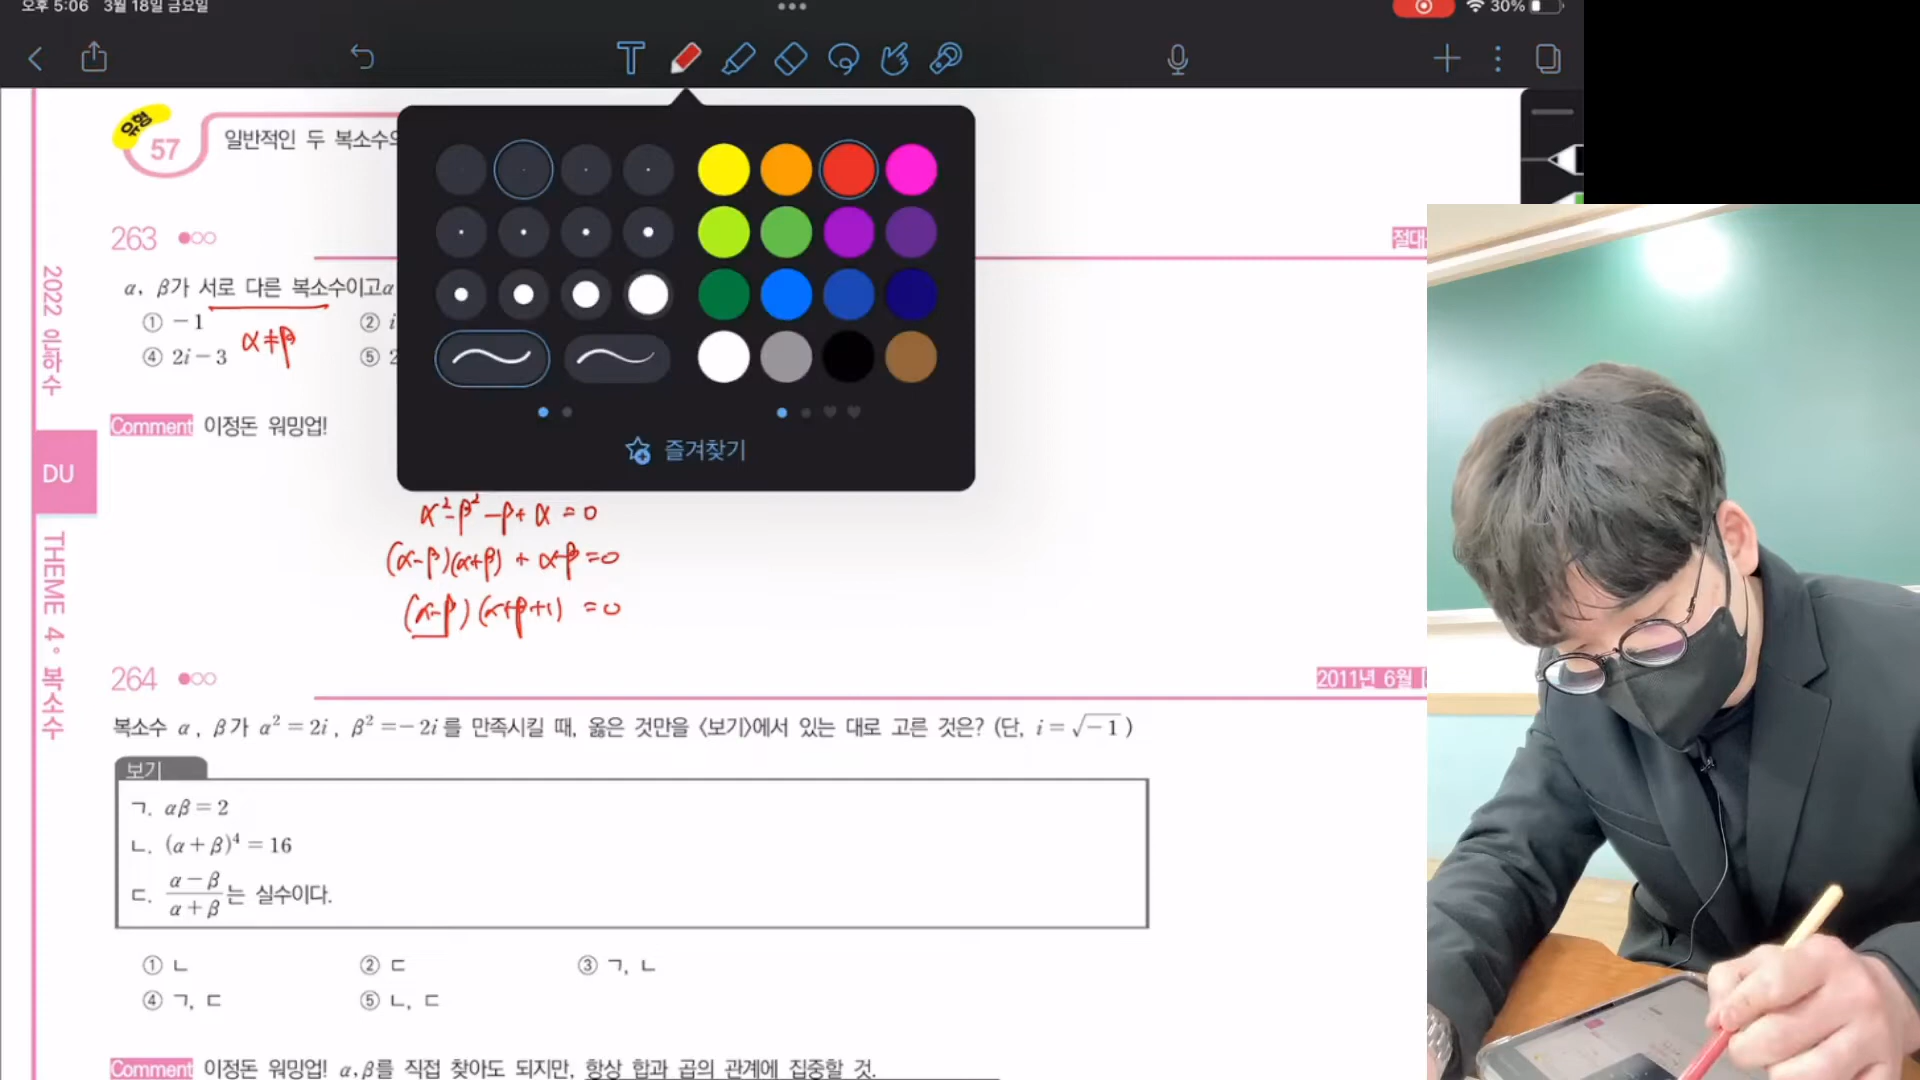 오후 5:06 3월 18일 금요일
30%
유형
57
일반적인 두 복소수의
263
절대
α, β가 서로 다른 복소수이고α
① -1
② i
α≠β
④ 2i-3
⑤ 2
Comment 이정돈 워밍업!
즐겨찾기
2022 인하수
DU
THEME 4 • 복소수
α²-β²-β+α=0
(α-β)(α+β)+α-β=0
(α-β)(α+β+1)=0
264
2011년 6월
복소수 α, β가 α²=2i, β²=-2i를 만족시킬 때, 옳은 것만을 〈보기〉에서 있는 대로 고른 것은? (단, i=√-1)
보기
ㄱ. αβ=2
ㄴ. (α+β)⁴=16
ㄷ. (α-β)/(α+β)는 실수이다.
① ㄴ
② ㄷ
③ ㄱ, ㄴ
④ ㄱ, ㄷ
⑤ ㄴ, ㄷ
Comment 이정돈 워밍업! α,β를 직접 찾아도 되지만, 항상 합과 곱의 관계에 집중할 것.